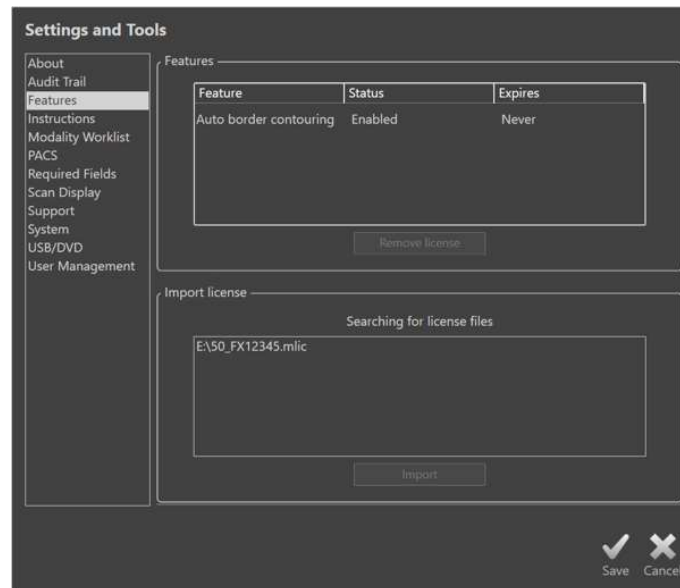 Settings and Tools
About
Audit Trail
Features
Instructions
Modality Worklist
PACS
Required Fields
Scan Display
Support
System
USB/DVD
User Management
Features
Feature Status Expires
Auto border contouring Enabled Never
Remove license
Import license
Searching for license files
E:\50_FX12345.mlic
Import
Save Cancel